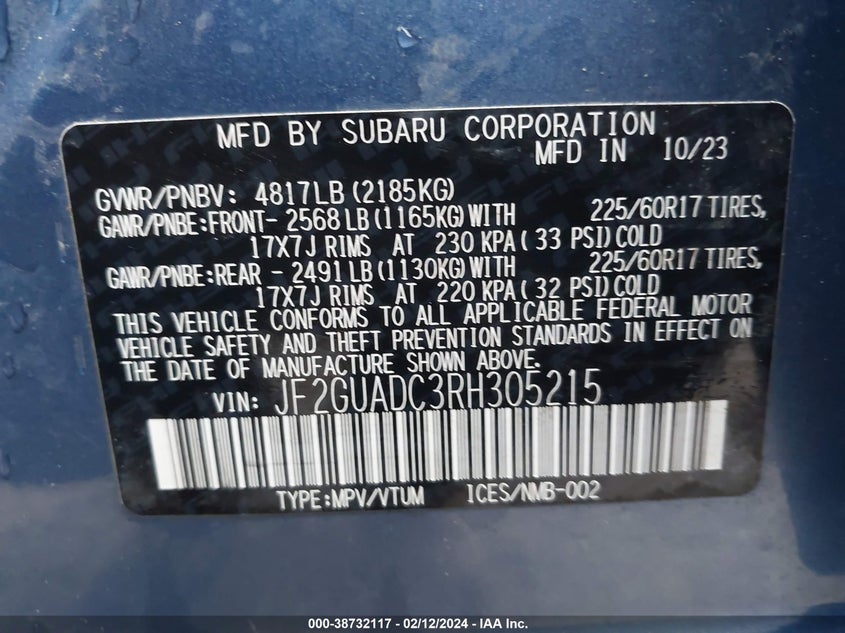 MFD BY SUBARU CORPORATION
MFD IN 10/23
GVWR/PNBV: 4817LB (2185KG)
GAWR/PNBE:FRONT- 2568 LB (1165KG) WITH 225/60R17 TIRES,
17X7J RIMS AT 230 KPA ( 33 PSI) COLD
GAWR/PNBE:REAR - 2491 LB (1130KG) WITH 225/60R17 TIRES,
17X7J RIMS AT 220 KPA ( 32 PSI) COLD
THIS VEHICLE CONFORMS TO ALL APPLICABLE FEDERAL MOTOR
VEHICLE SAFETY AND THEFT PREVENTION STANDARDS IN EFFECT ON
THE DATE OF MANUFACTURE SHOWN ABOVE.
VIN: JF2GUADC3RH305215
TYPE:MPV/VTUM ICES/NMB-002
000-38732117 - 02/12/2024 - IAA Inc.